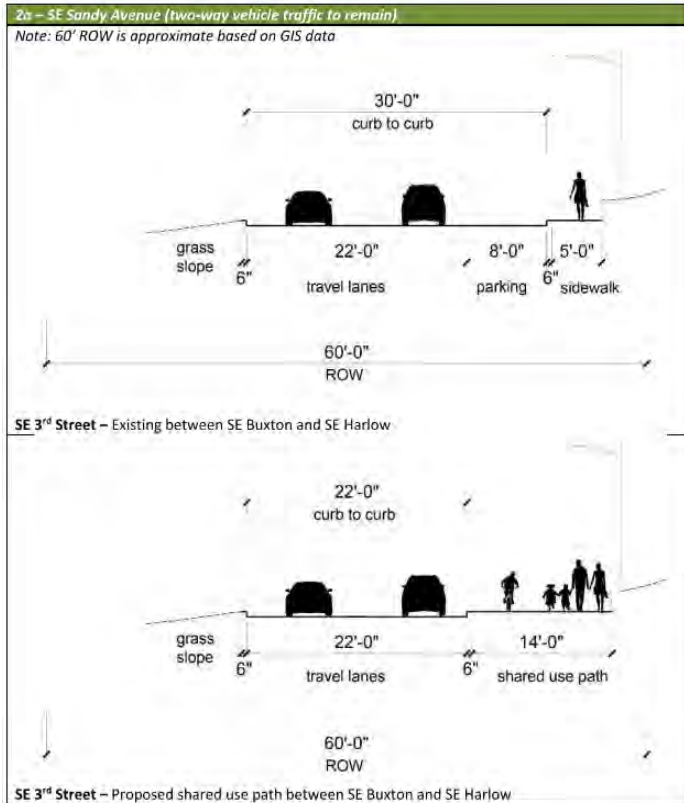 2a – SE Sandy Avenue (two-way vehicle traffic to remain)
Note: 60' ROW is approximate based on GIS data
30'-0"
curb to curb
grass
slope
6"
22'-0"
travel lanes
8'-0"
parking
6"
5'-0"
sidewalk
60'-0"
ROW
SE 3rd Street – Existing between SE Buxton and SE Harlow
22'-0"
curb to curb
grass
slope
6"
22'-0"
travel lanes
6"
14'-0"
shared use path
60'-0"
ROW
SE 3rd Street – Proposed shared use path between SE Buxton and SE Harlow